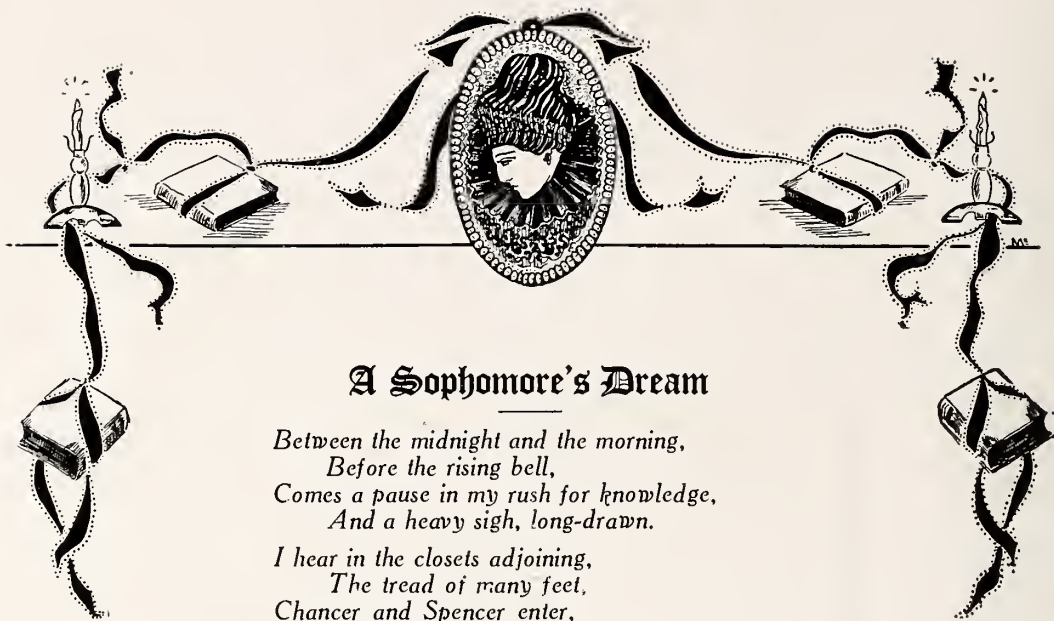 A Sophomore's Dream
Between the midnight and the morning,
Before the rising bell,
Comes a pause in my rush for knowledge,
And a heavy sigh, long-drawn.
I hear in the closets adjoining,
The tread of many feet,
Chancer and Spencer enter,